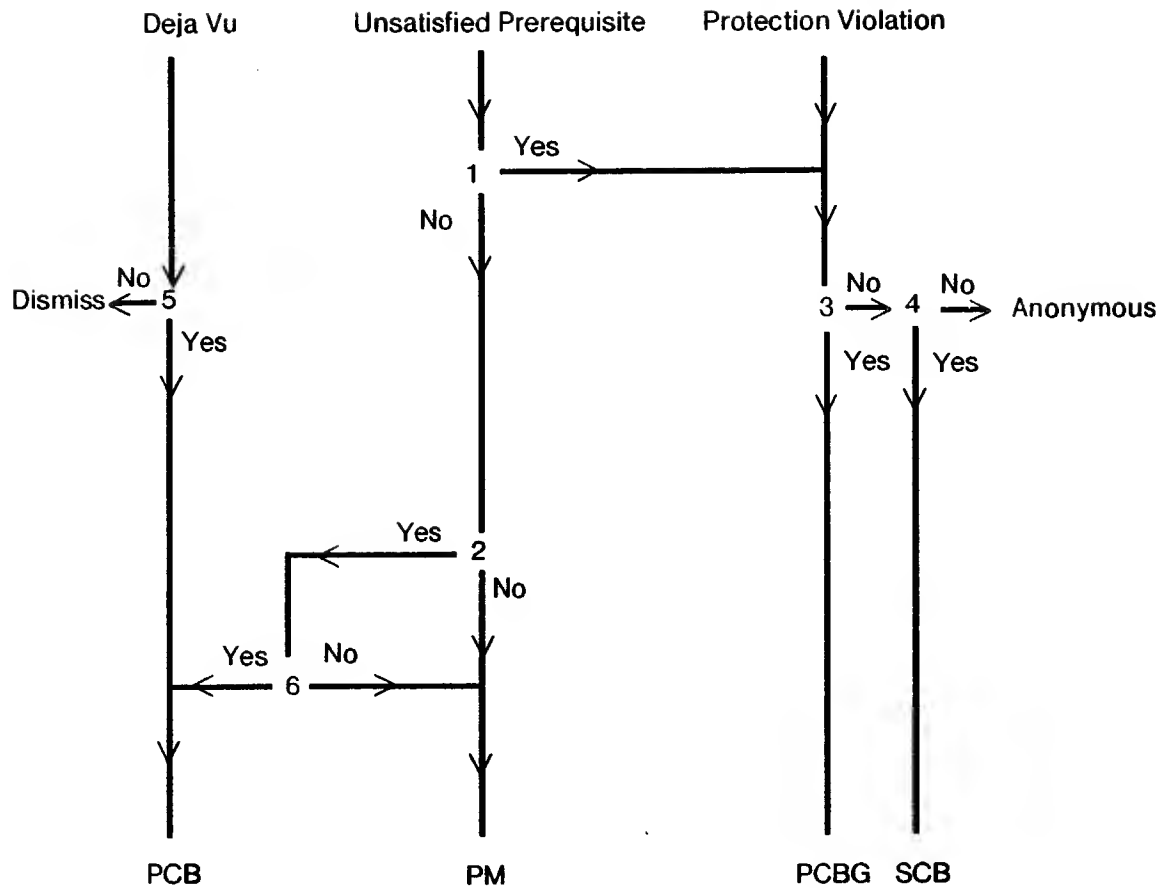 Deja Vu Unsatisfied Prerequisite Protection Violation
Yes
1
No
No No No
Dismiss 5 3 4 Anonymous
Yes Yes Yes
Yes
2
No
Yes No
6
PCB PM PCBG SCB